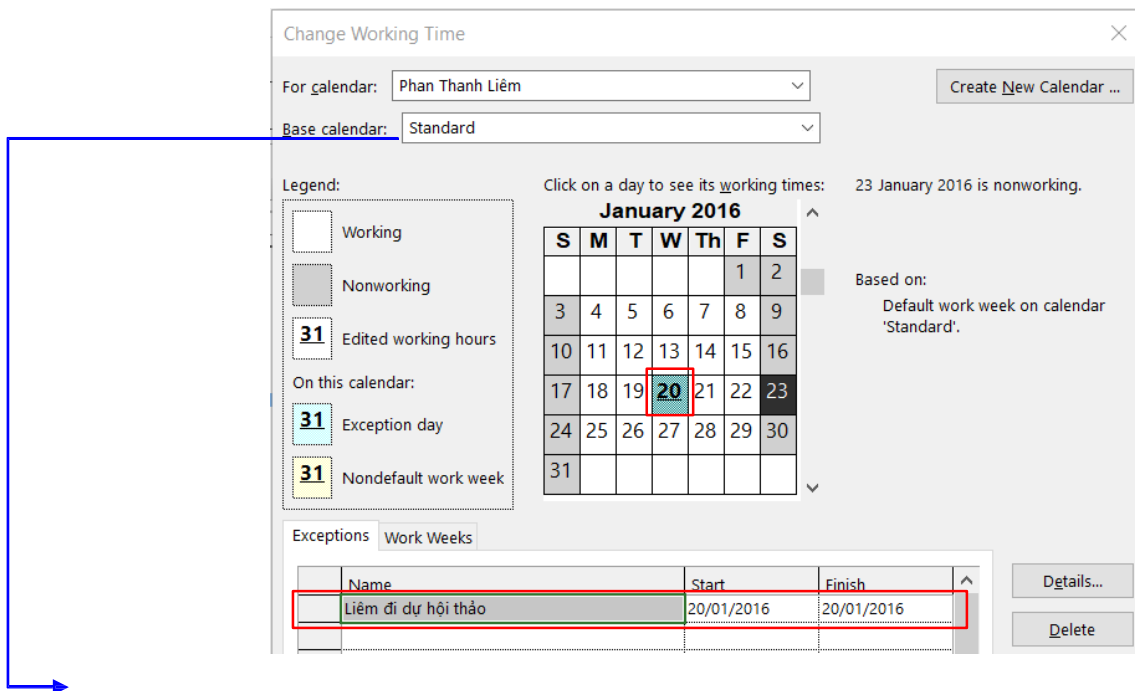 Change Working Time
For calendar: Phan Thanh Liêm
Create New Calendar ...
Base calendar: Standard
Legend:
Working
Nonworking
31 Edited working hours
On this calendar:
31 Exception day
31 Nondefault work week
Click on a day to see its working times:
January 2016
S M T W Th F S
1 2
3 4 5 6 7 8 9
10 11 12 13 14 15 16
17 18 19 20 21 22 23
24 25 26 27 28 29 30
31
23 January 2016 is nonworking.
Based on:
Default work week on calendar
'Standard'.
Exceptions Work Weeks
Name Start Finish
Liêm đi dự hội thảo 20/01/2016 20/01/2016
Details...
Delete